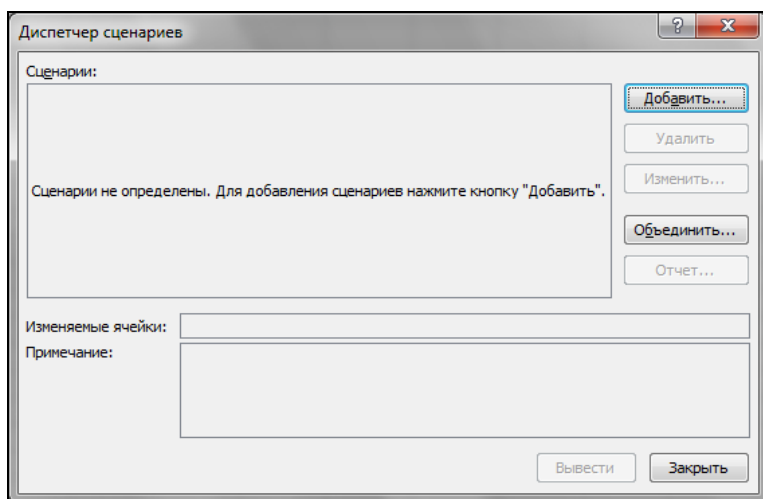 Диспетчер сценариев
Сценарии:
Сценарии не определены. Для добавления сценариев нажмите кнопку "Добавить".
Добавить...
Удалить
Изменить...
Объединить...
Отчет...
Изменяемые ячейки:
Примечание:
Вывести
Закрыть